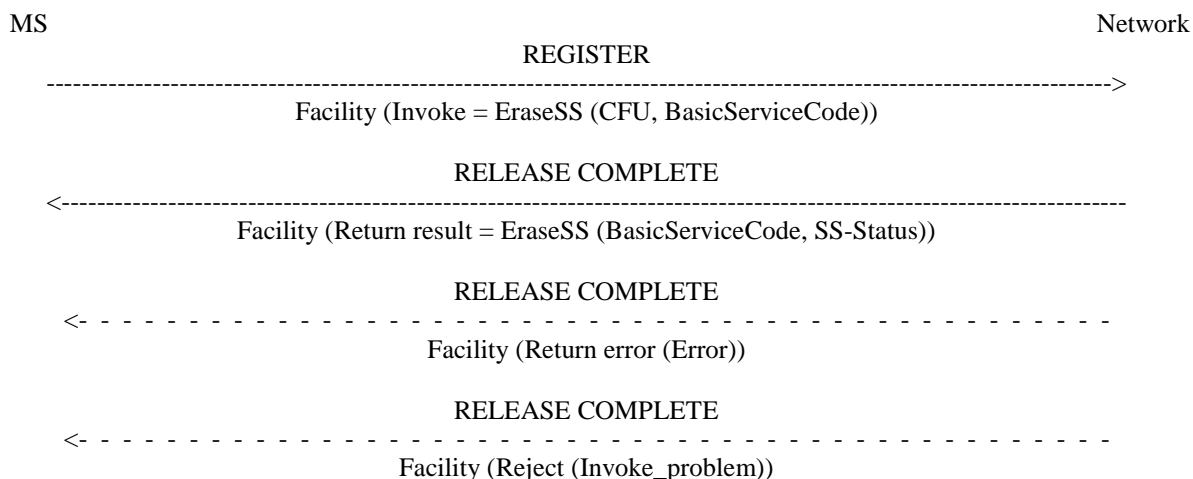 MS Network
REGISTER
------------------------------------------------------------------------------------------------------------------------>
Facility (Invoke = EraseSS (CFU, BasicServiceCode))
RELEASE COMPLETE
<------------------------------------------------------------------------------------------------------------------------
Facility (Return result = EraseSS (BasicServiceCode, SS-Status))
RELEASE COMPLETE
<- - - - - - - - - - - - - - - - - - - - - - - - - - - - - - - - - - - - - - - - - - - - -
Facility (Return error (Error))
RELEASE COMPLETE
<- - - - - - - - - - - - - - - - - - - - - - - - - - - - - - - - - - - - - - - - - - - - -
Facility (Reject (Invoke_problem))